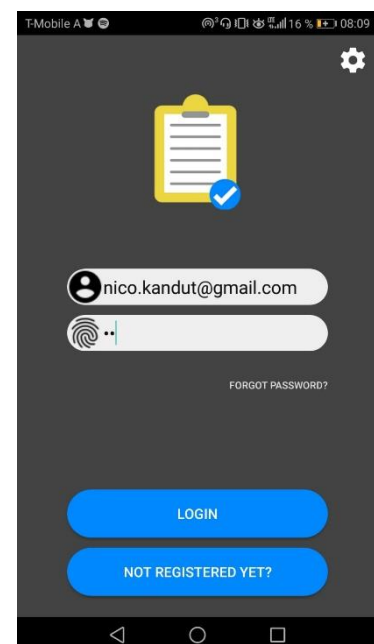 T-Mobile A 16 % 08:09
nico.kandut@gmail.com
••
FORGOT PASSWORD?
LOGIN
NOT REGISTERED YET?